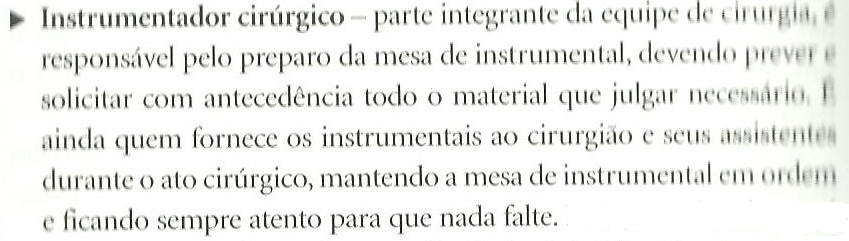 ▶ Instrumentador cirúrgico – parte integrante da equipe de cirurgia, é
responsável pelo preparo da mesa de instrumental, devendo prever e
solicitar com antecedência todo o material que julgar necessário. É
ainda quem fornece os instrumentais ao cirurgião e seus assistentes
durante o ato cirúrgico, mantendo a mesa de instrumental em ordem
e ficando sempre atento para que nada falte.